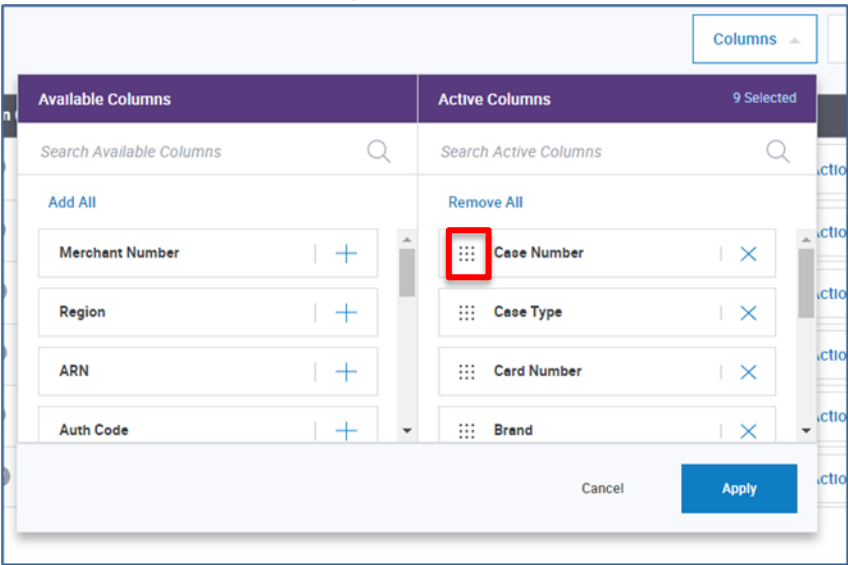 Columns
Available Columns
Active Columns
9 Selected
Search Available Columns
Search Active Columns
Add All
Remove All
Merchant Number
Case Number
Region
Case Type
ARN
Card Number
Auth Code
Brand
Cancel
Apply